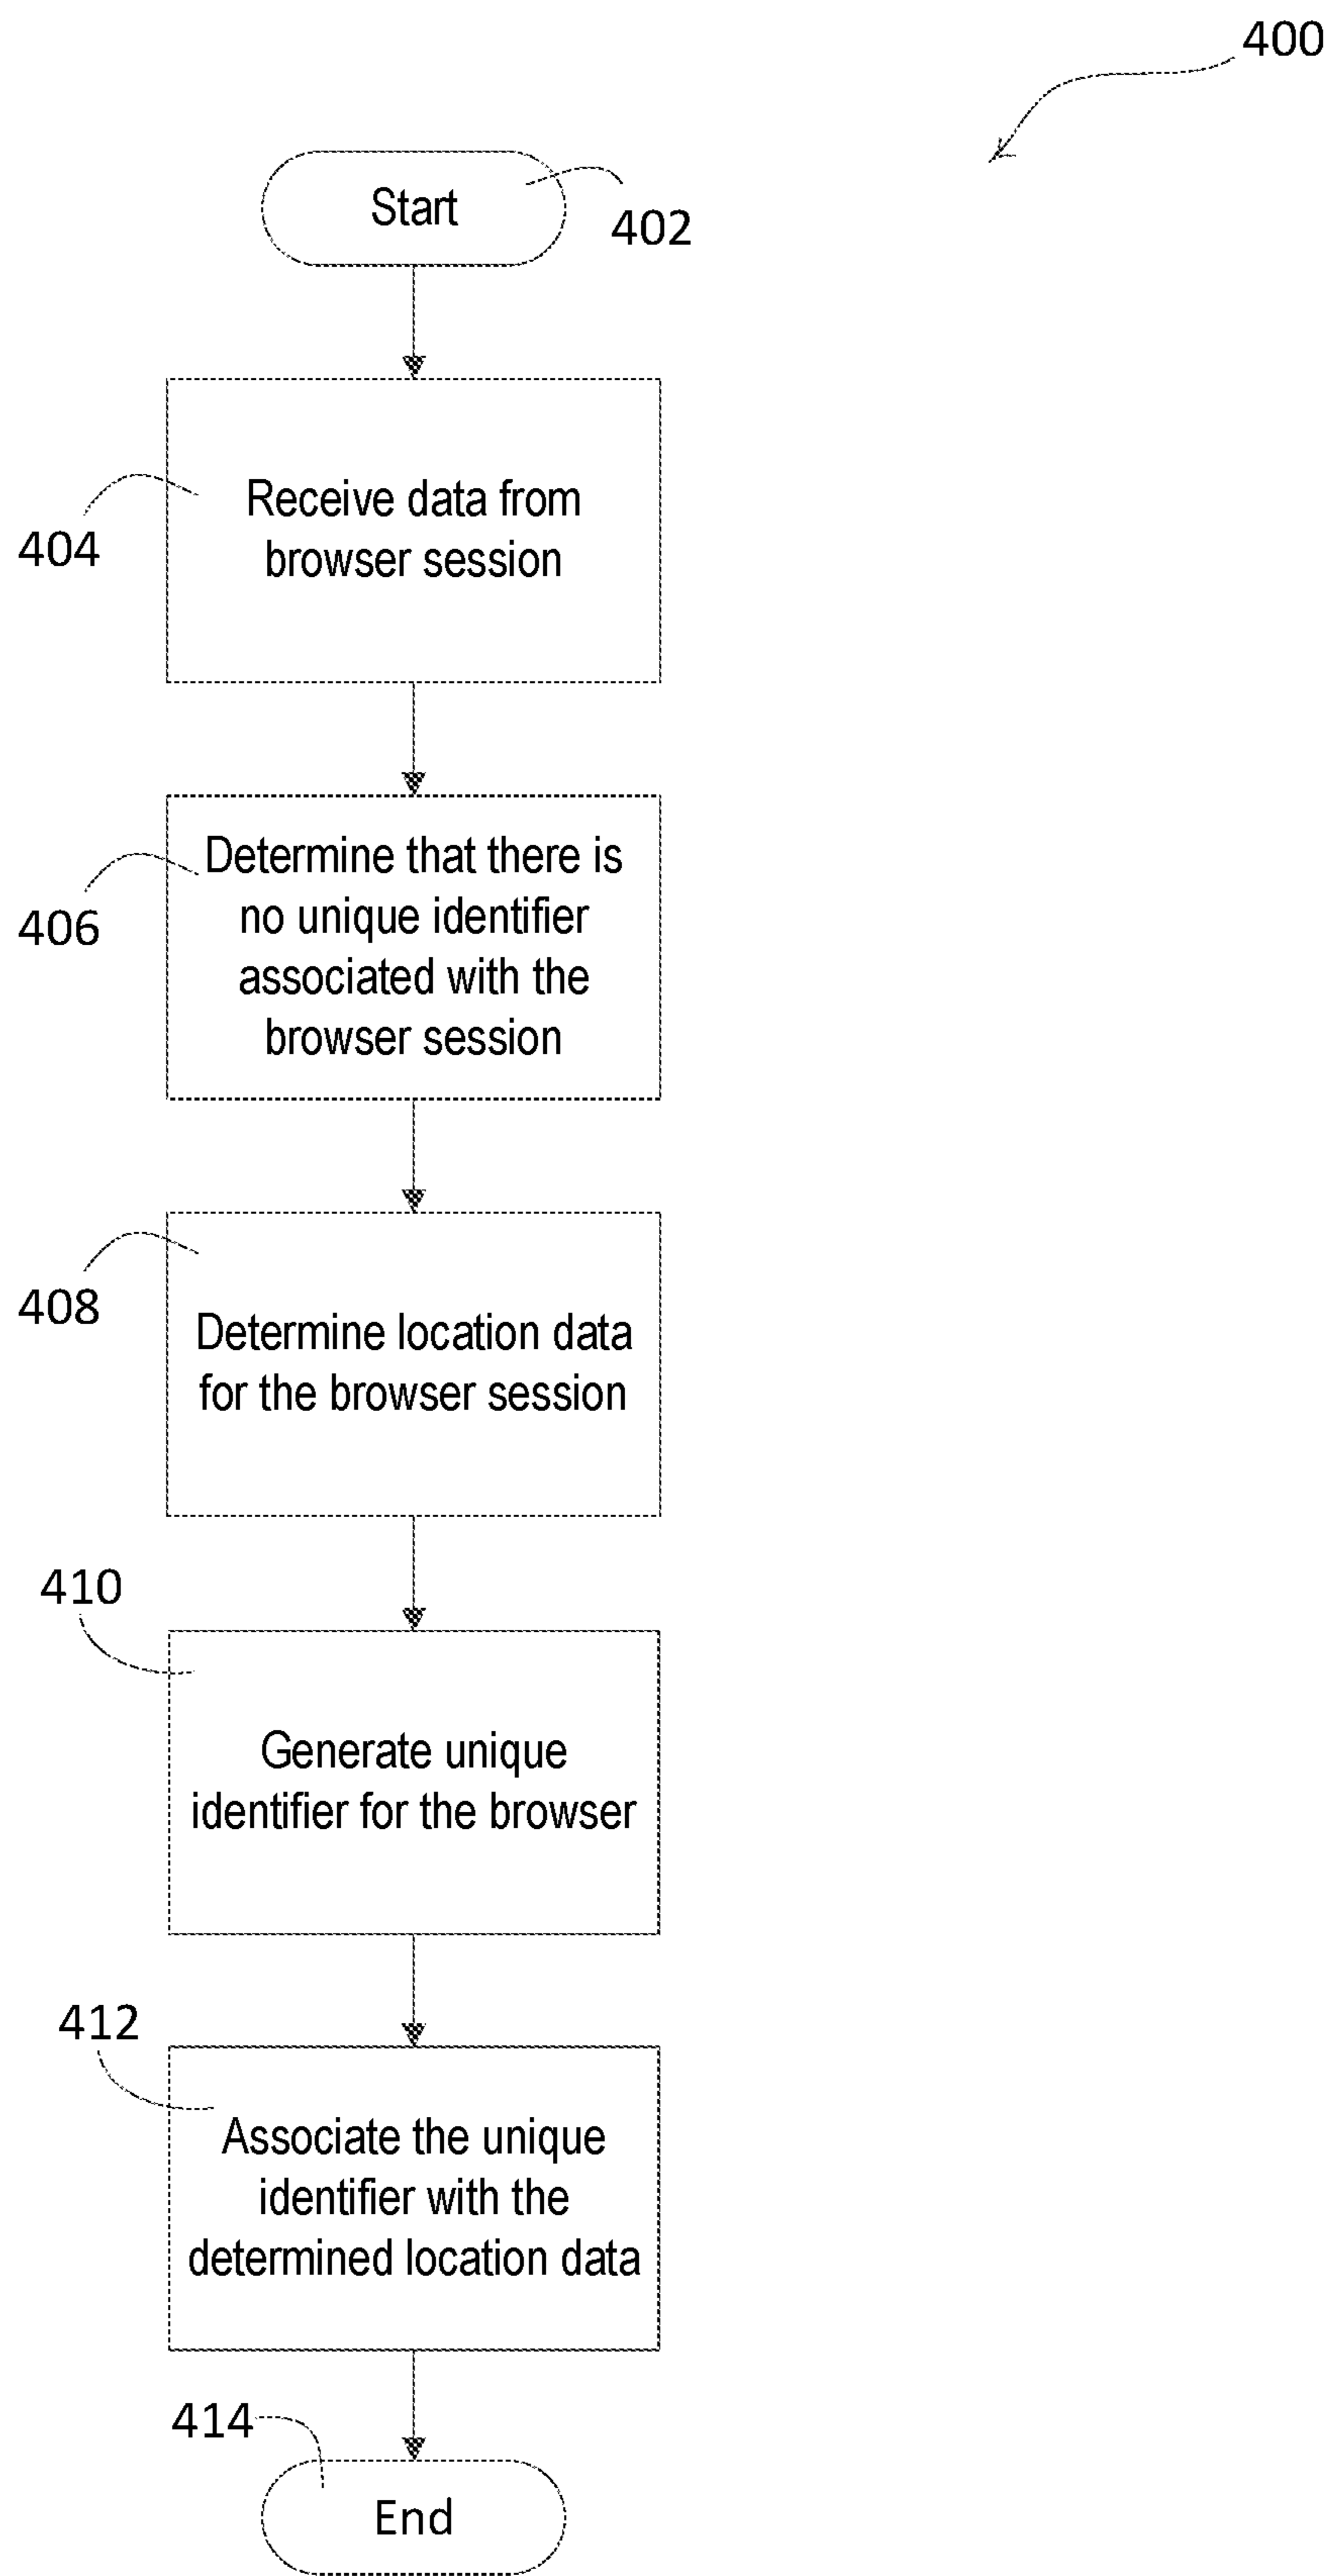 400
Start
402
Receive data from
browser session
404
Determine that there is
no unique identifier
associated with the
browser session
406
Determine location data
for the browser session
408
410
Generate unique
identifier for the browser
412
Associate the unique
identifier with the
determined location data
414
End